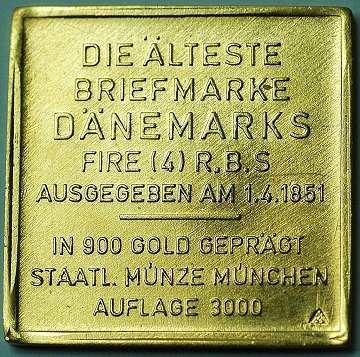 DIE ÄLTESTE
BRIEFMARKE
DÄNEMARKS
FIRE (4) R.B.S
AUSGEGEBEN AM 1.4.1851
IN 900 GOLD GEPRÄGT
STAATL. MÜNZE MÜNCHEN
AUFLAGE 3000